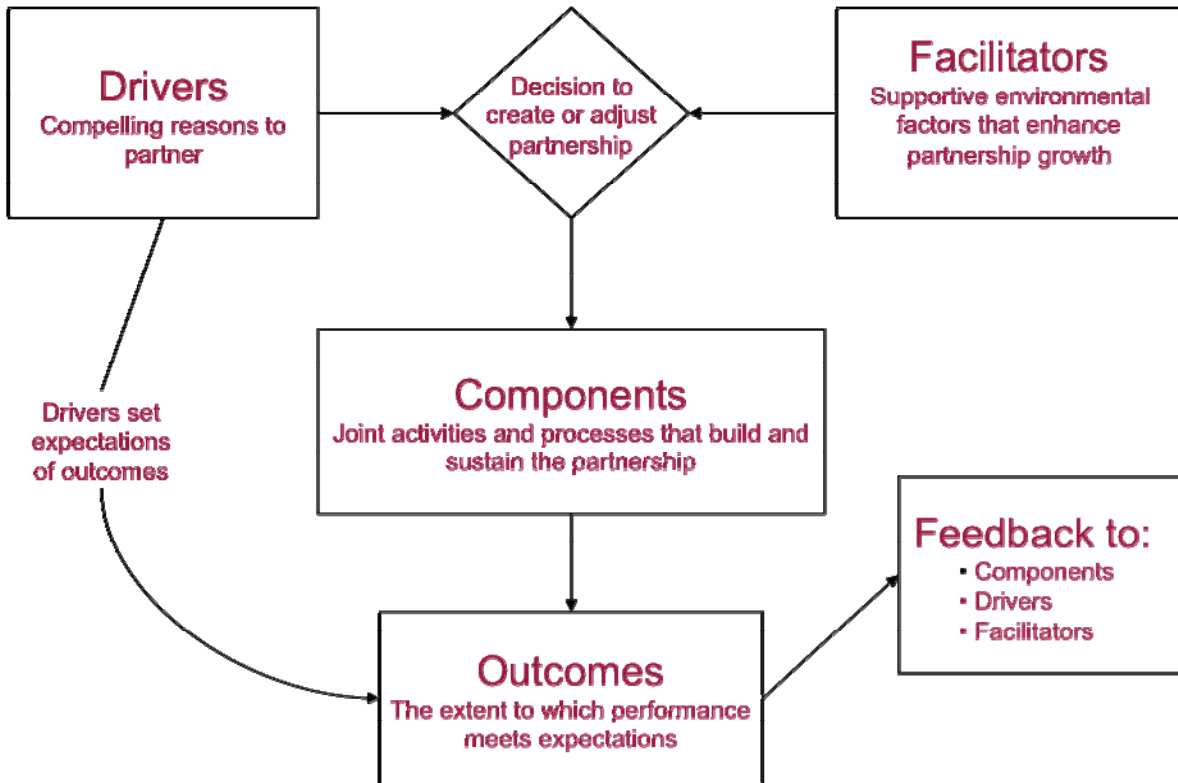 Drivers
Compelling reasons to
partner
Decision to
create or adjust
partnership
Facilitators
Supportive environmental
factors that enhance
partnership growth
Components
Joint activities and processes that build and
sustain the partnership
Drivers set
expectations
of outcomes
Feedback to:
▪ Components
▪ Drivers
▪ Facilitators
Outcomes
The extent to which performance
meets expectations